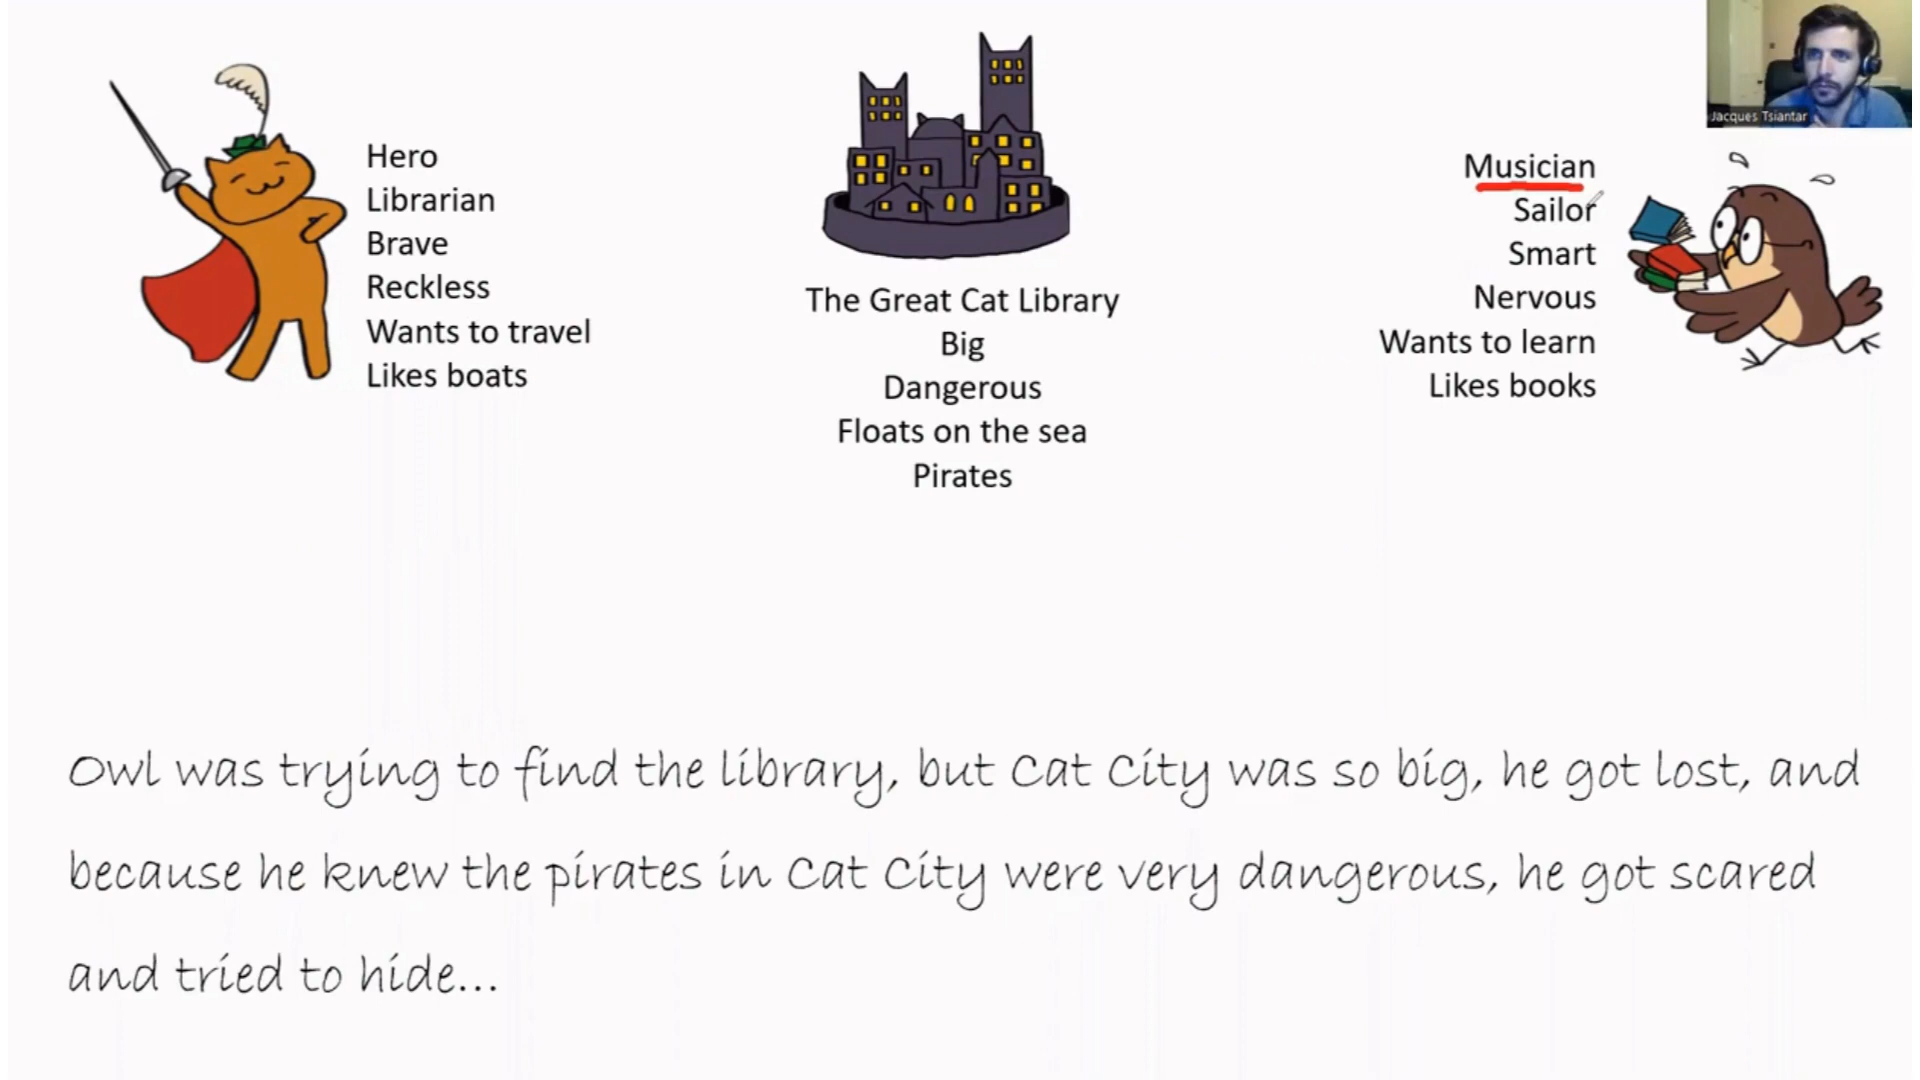 Jacques Tsiantar
Hero
Librarian
Brave
Reckless
Wants to travel
Likes boats
The Great Cat Library
Big
Dangerous
Floats on the sea
Pirates
Musician
Sailor
Smart
Nervous
Wants to learn
Likes books
Owl was trying to find the library, but Cat City was so big, he got lost, and
because he knew the pirates in Cat City were very dangerous, he got scared
and tried to hide...